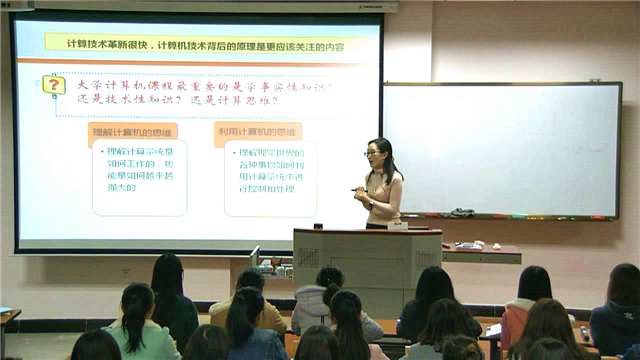 计算技术革新很快，计算机技术背后的原理是更应该关注的内容
?
大学计算机课程最重要的是学事实性知识？
还是技术性知识？还是计算思维？
理解计算机的思维
• 理解计算系统是
如何工作的，功
能是如何越来越
强大的
利用计算机的思维
• 理解现实世界的
各种事物如何利
用计算系统来进
行控制和处理